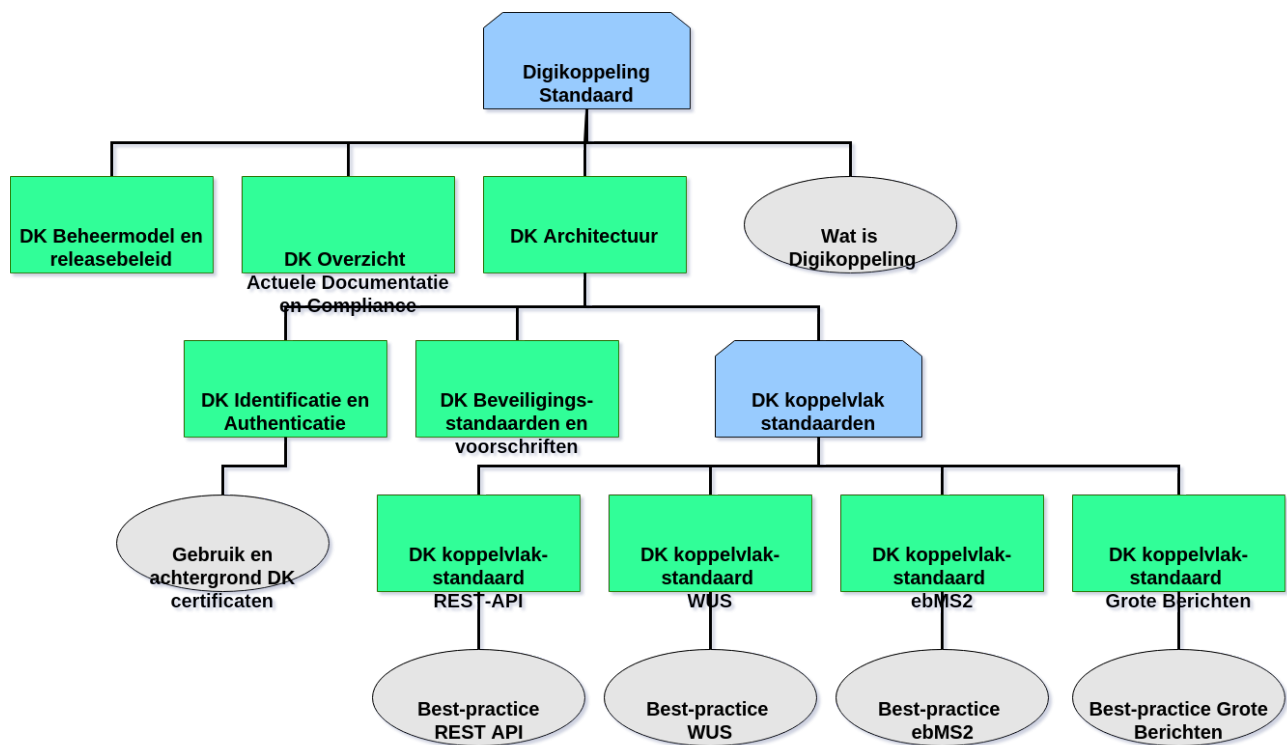 Digikoppeling
Standaard
DK Beheermodel en
releasebeleid
DK Overzicht
Actuele Documentatie
en Compliance
DK Architectuur
Wat is
Digikoppeling
DK Identificatie en
Authenticatie
DK Beveiligings-
standaarden en
voorschriften
DK koppelvlak
standaarden
Gebruik en
achtergrond DK
certificaten
DK koppelvlak-
standaard
REST-API
DK koppelvlak-
standaard
WUS
DK koppelvlak-
standaard
ebMS2
DK koppelvlak-
standaard
Grote Berichten
Best-practice
REST API
Best-practice
WUS
Best-practice
ebMS2
Best-practice Grote
Berichten